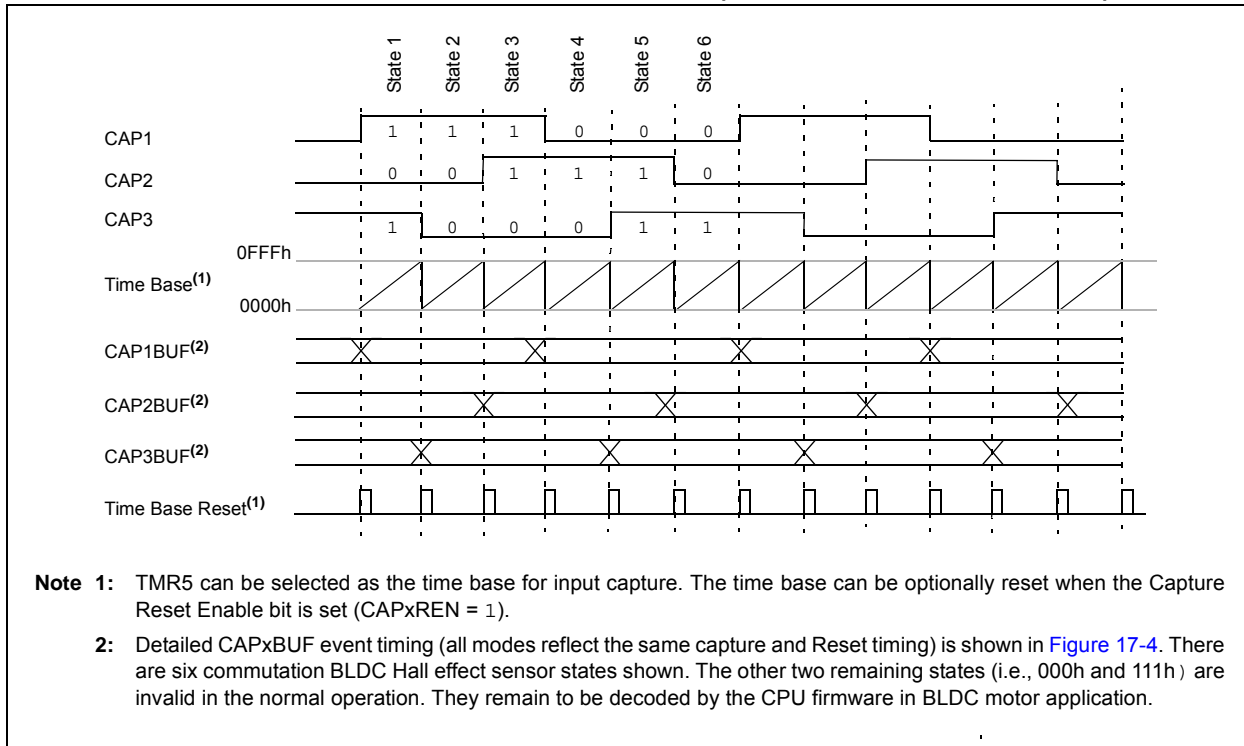 State 1 State 2 State 3 State 4 State 5 State 6
CAP1 1 1 1 0 0 0
CAP2 0 0 1 1 1 0
CAP3 1 0 0 0 1 1
0FFFh
Time Base(1)
0000h
CAP1BUF(2)
CAP2BUF(2)
CAP3BUF(2)
Time Base Reset(1)
Note 1: TMR5 can be selected as the time base for input capture. The time base can be optionally reset when the Capture
Reset Enable bit is set (CAPxREN = 1).
2: Detailed CAPxBUF event timing (all modes reflect the same capture and Reset timing) is shown in Figure 17-4. There
are six commutation BLDC Hall effect sensor states shown. The other two remaining states (i.e., 000h and 111h) are
invalid in the normal operation. They remain to be decoded by the CPU firmware in BLDC motor application.